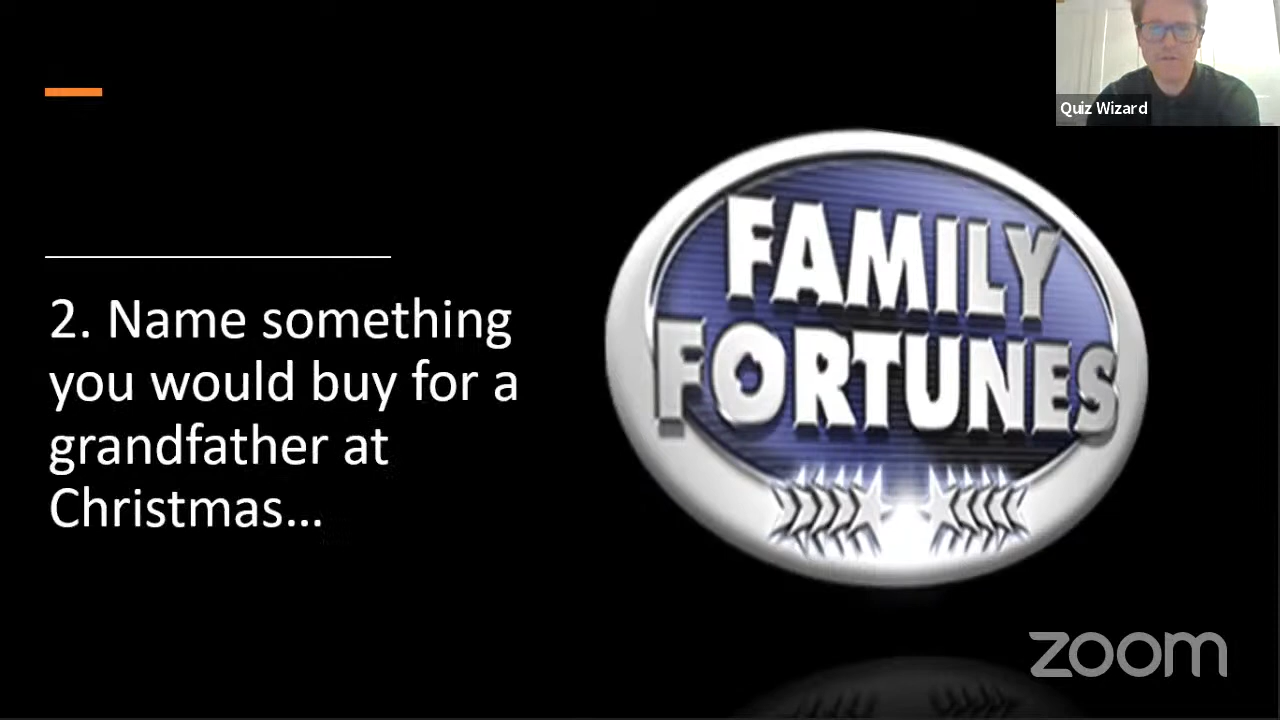 Quiz Wizard
FAMILY
FORTUNES
2. Name something
you would buy for a
grandfather at
Christmas...
zoom